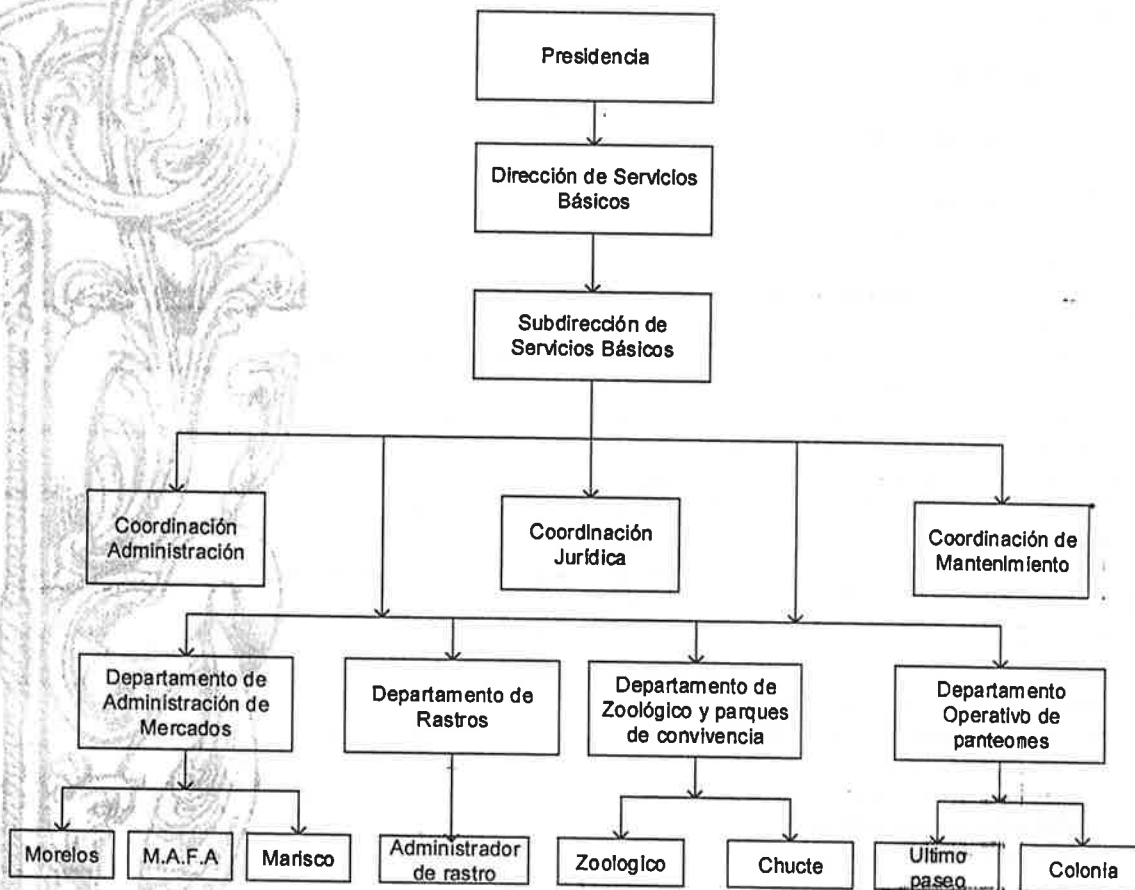 Presidencia
Dirección de Servicios
Básicos
Subdirección de
Servicios Básicos
Coordinación
Administración
Coordinación
Jurídica
Coordinación de
Mantenimiento
Departamento de
Administración de
Mercados
Departamento de
Rastros
Departamento de
Zoológico y parques
de convivencia
Departamento
Operativo de
panteones
Morelos
M.A.F.A
Marisco
Administrador
de rastro
Zoologico
Chucte
Ultimo
paseo
Colonia